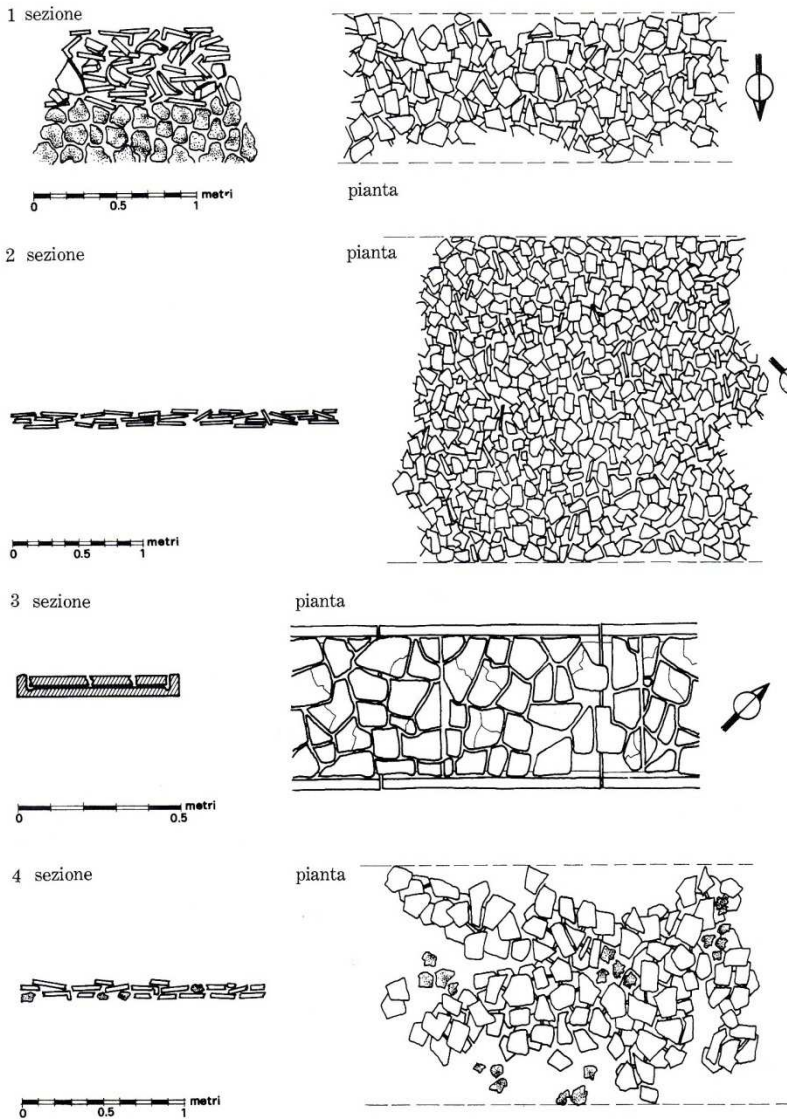 1 sezione
metri
0 0.5 1
pianta
2 sezione
pianta
metri
0 0.5 1
3 sezione
pianta
metri
0 0.5
4 sezione
pianta
metri
0 0.5 1